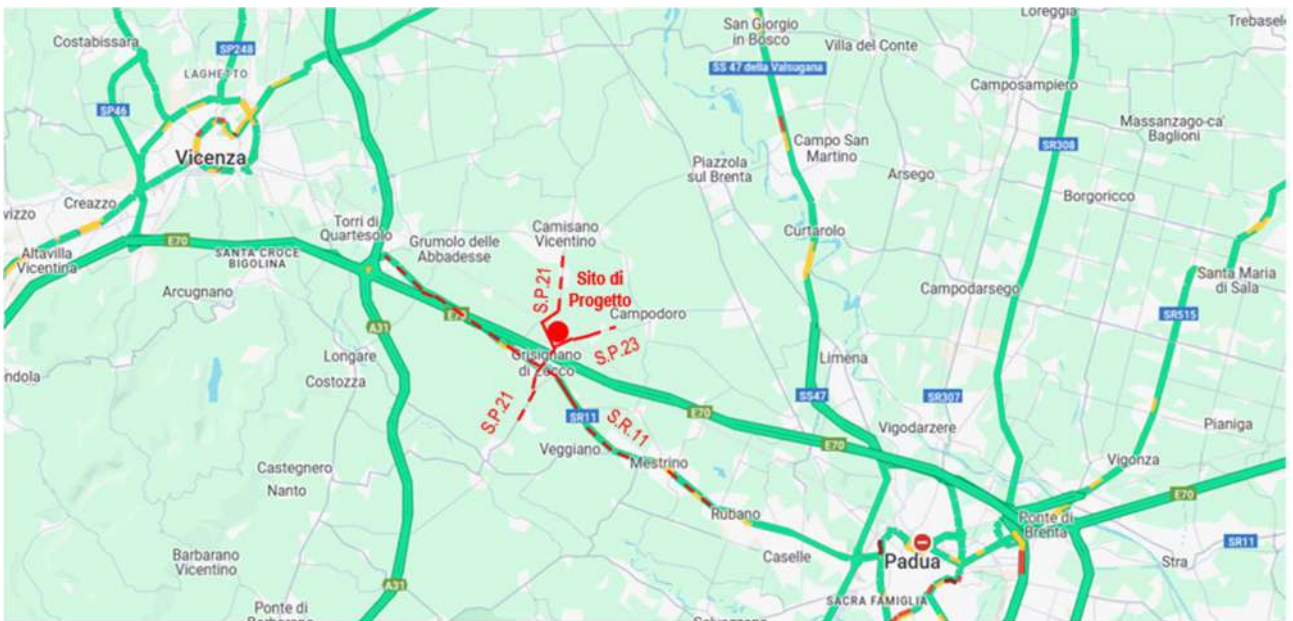 San Giorgio
in Bosco
Loreggia
Trebasel
Costabissara
SP248
Villa del Conte
LAGHETTO
SS 47 della Valsugana
Camposampiero
SP46
Massanzago-ca'
Baglioni
Vicenza
Campo San
Martino
SR308
Piazzola
sul Brenta
Arsego
Creazzo
Borgoricco
vizzo
Torri di
Quartesolo
Camisano
Vicentino
Curtarolo
E70
Grumolo delle
Abbadesse
Altavilla
Vicentina
SANTA CROCE
BIGOLINA
S.P.21
Sito di
Progetto
Santa Maria
di Sala
Arcugnano
Campodarsego
Campodoro
SR515
E70
A31
S.P.23
Longare
Grisignano
di Zocco
Limena
ndola
Costozza
S.P.21
SS47
SR307
E70
SR11
S.R.11
Pianiga
Vigodarzere
E70
Veggiano
Mestrino
Vigonza
Castegnero
Nanto
E70
Rubano
Ponte di
Brenta
Caselle
SR11
Barbarano
Vicentino
Padua
Stra
A31
SACRA FAMIGLIA
Ponte di